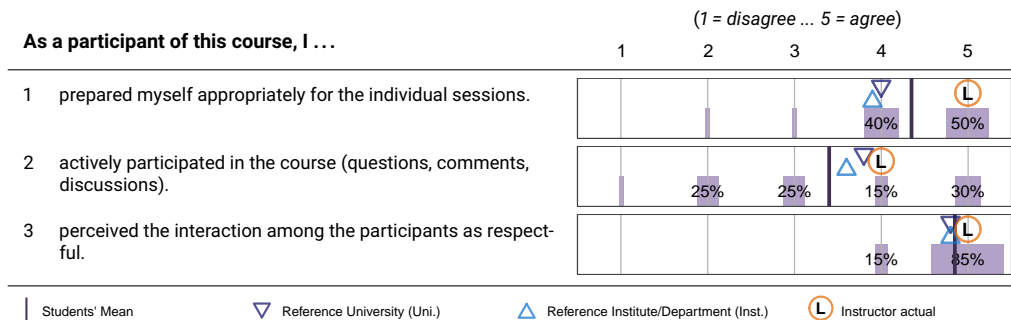 (1 = disagree ... 5 = agree)
As a participant of this course, I ...
1 2 3 4 5
1 prepared myself appropriately for the individual sessions.
L
40% 50%
2 actively participated in the course (questions, comments,
discussions).
L
25% 25% 15% 30%
3 perceived the interaction among the participants as respect-
ful.
L
15% 85%
Students' Mean Reference University (Uni.) Reference Institute/Department (Inst.) L Instructor actual